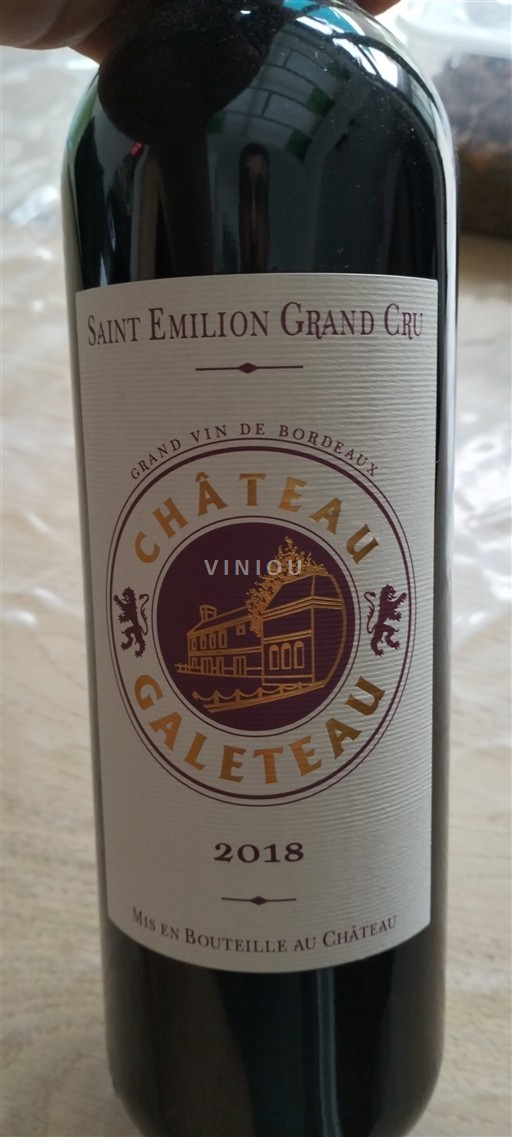 SAINT EMILION GRAND CRU
GRAND VIN DE BORDEAUX
CHÂTEAU
VINIOU
GALETEAU
2018
MIS EN BOUTEILLE AU CHÂTEAU